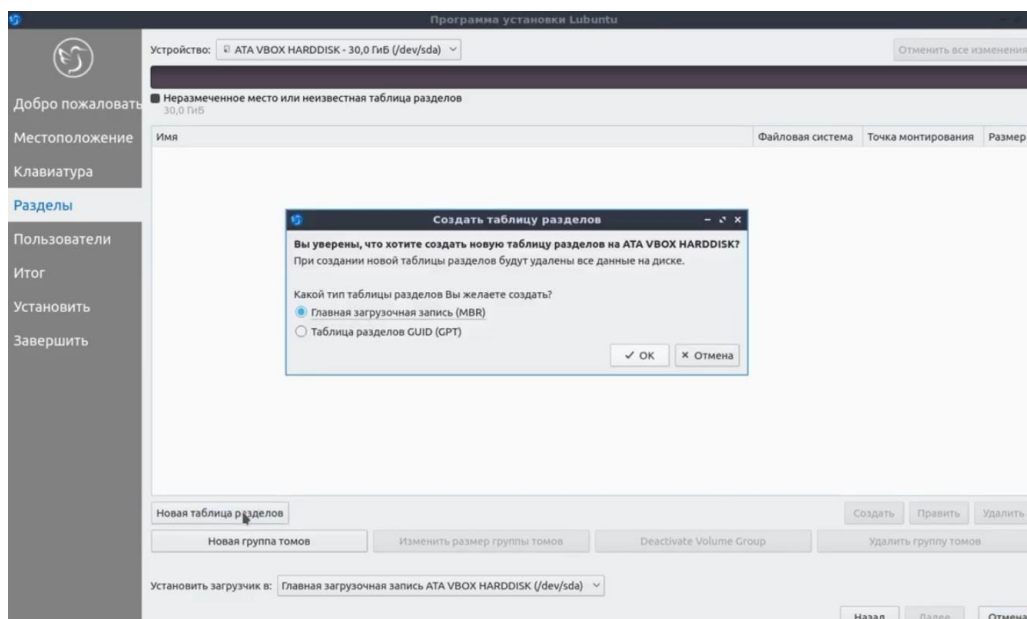 Программа установки Lubuntu
Устройство: ATA VBOX HARDDISK - 30,0 ГиБ (/dev/sda)
Отменить все изменения
Неразмеченное место или неизвестная таблица разделов
30,0 ГиБ
Добро пожаловать
Местоположение
Клавиатура
Разделы
Пользователи
Итог
Установить
Завершить
Имя Файловая система Точка монтирования Размер
Создать таблицу разделов
Вы уверены, что хотите создать новую таблицу разделов на ATA VBOX HARDDISK?
При создании новой таблицы разделов будут удалены все данные на диске.
Какой тип таблицы разделов Вы желаете создать?
Главная загрузочная запись (MBR)
Таблица разделов GUID (GPT)
ОК Отмена
Новая таблица разделов Создать Править Удалить
Новая группа томов Изменить размер группы томов Deactivate Volume Group Удалить группу томов
Установить загрузчик в: Главная загрузочная запись ATA VBOX HARDDISK (/dev/sda)
Назад Далее Отмена